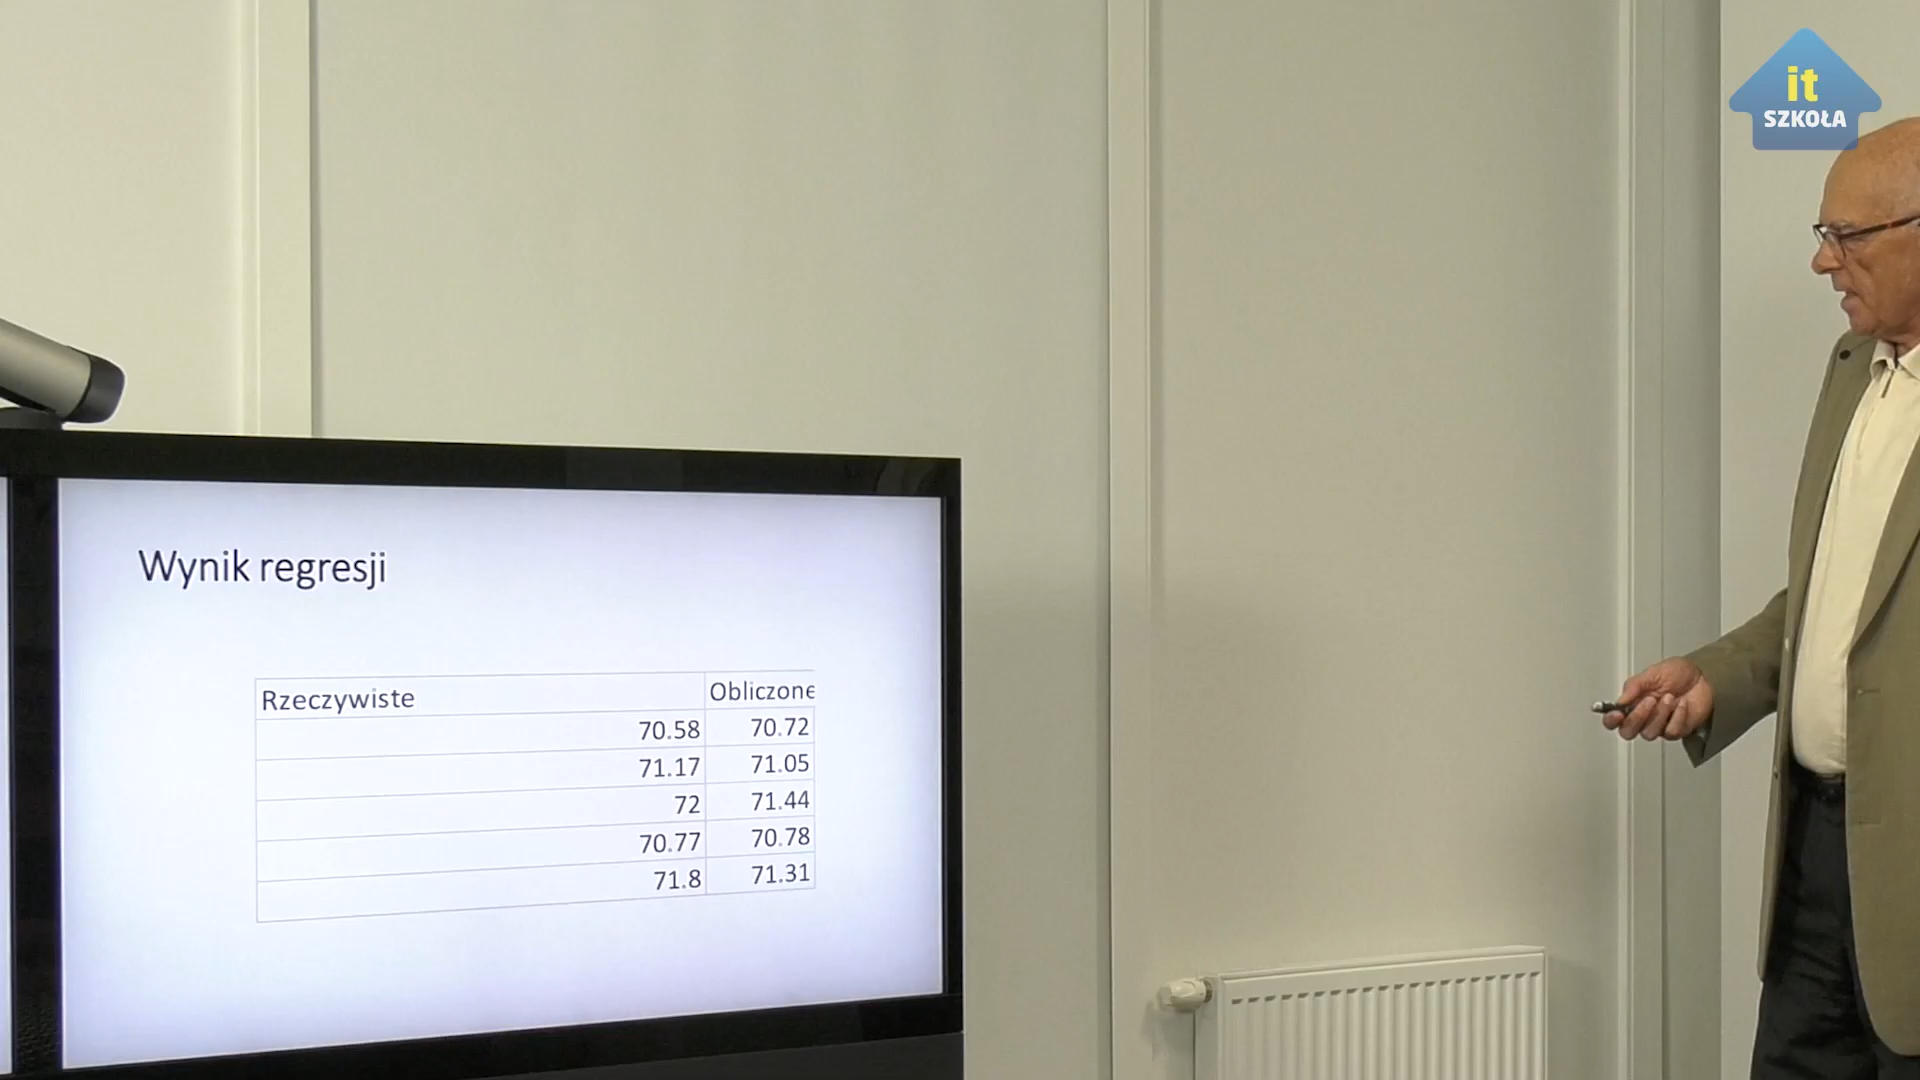 it
SZKOŁA
Wynik regresji
Rzeczywiste Obliczone
70.58 70.72
71.17 71.05
72 71.44
70.77 70.78
71.8 71.31